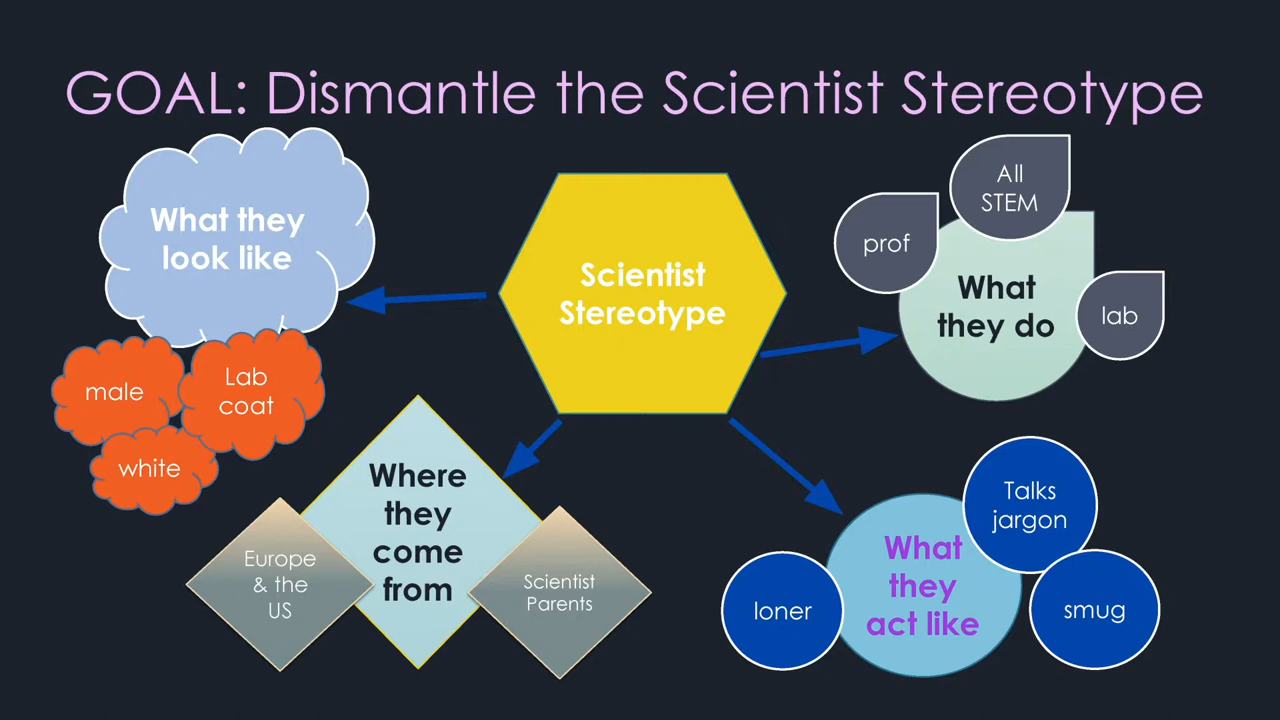 GOAL: Dismantle the Scientist Stereotype
What they
look like
male
Lab
coat
white
Scientist
Stereotype
All
STEM
prof
What
they do
lab
Where
they
come
from
Europe
& the
US
Scientist
Parents
What
they
act like
Talks
jargon
loner
smug